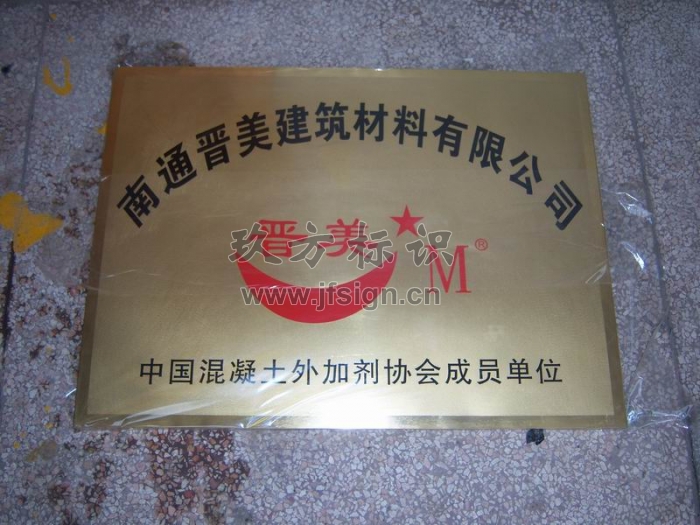 南通晋美建筑材料有限公司
晋美 M®
玖方标识
www.jfsign.cn
中国混凝土外加剂协会成员单位